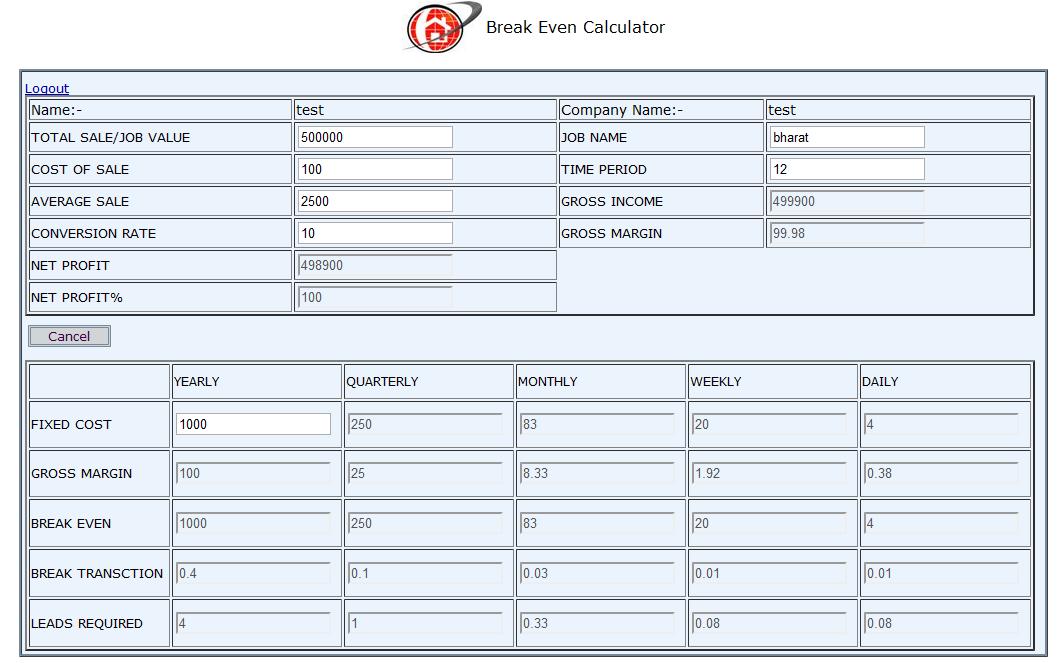 Break Even Calculator
Logout
Name:- test Company Name:- test
TOTAL SALE/JOB VALUE 500000 JOB NAME bharat
COST OF SALE 100 TIME PERIOD 12
AVERAGE SALE 2500 GROSS INCOME 499900
CONVERSION RATE 10 GROSS MARGIN 99.98
NET PROFIT 498900
NET PROFIT% 100
Cancel
YEARLY QUARTERLY MONTHLY WEEKLY DAILY
FIXED COST 1000 250 83 20 4
GROSS MARGIN 100 25 8.33 1.92 0.38
BREAK EVEN 1000 250 83 20 4
BREAK TRANSCTION 0.4 0.1 0.03 0.01 0.01
LEADS REQUIRED 4 1 0.33 0.08 0.08